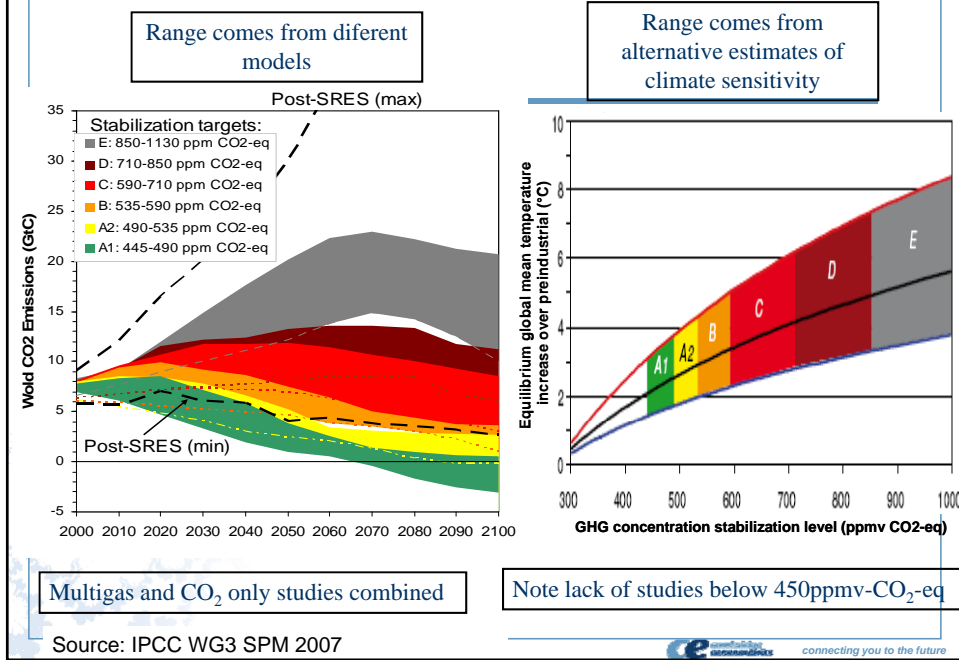 Range comes from diferent
models
Range comes from
alternative estimates of
climate sensitivity
Post-SRES (max)
35
30
25
20
15
10
5
0
-5
Wold CO2 Emissions (GtC)
Stabilization targets:
E: 850-1130 ppm CO2-eq
D: 710-850 ppm CO2-eq
C: 590-710 ppm CO2-eq
B: 535-590 ppm CO2-eq
A2: 490-535 ppm CO2-eq
A1: 445-490 ppm CO2-eq
Post-SRES (min)
2000 2010 2020 2030 2040 2050 2060 2070 2080 2090 2100
Equilibrium global mean temperature
increase over preindustrial (°C)
10
8
6
4
2
0
A1
A2
B
C
D
E
300 400 500 600 700 800 900 1000
GHG concentration stabilization level (ppmv CO2-eq)
Multigas and CO2 only studies combined
Note lack of studies below 450ppmv-CO2-eq
Source: IPCC WG3 SPM 2007
connecting you to the future